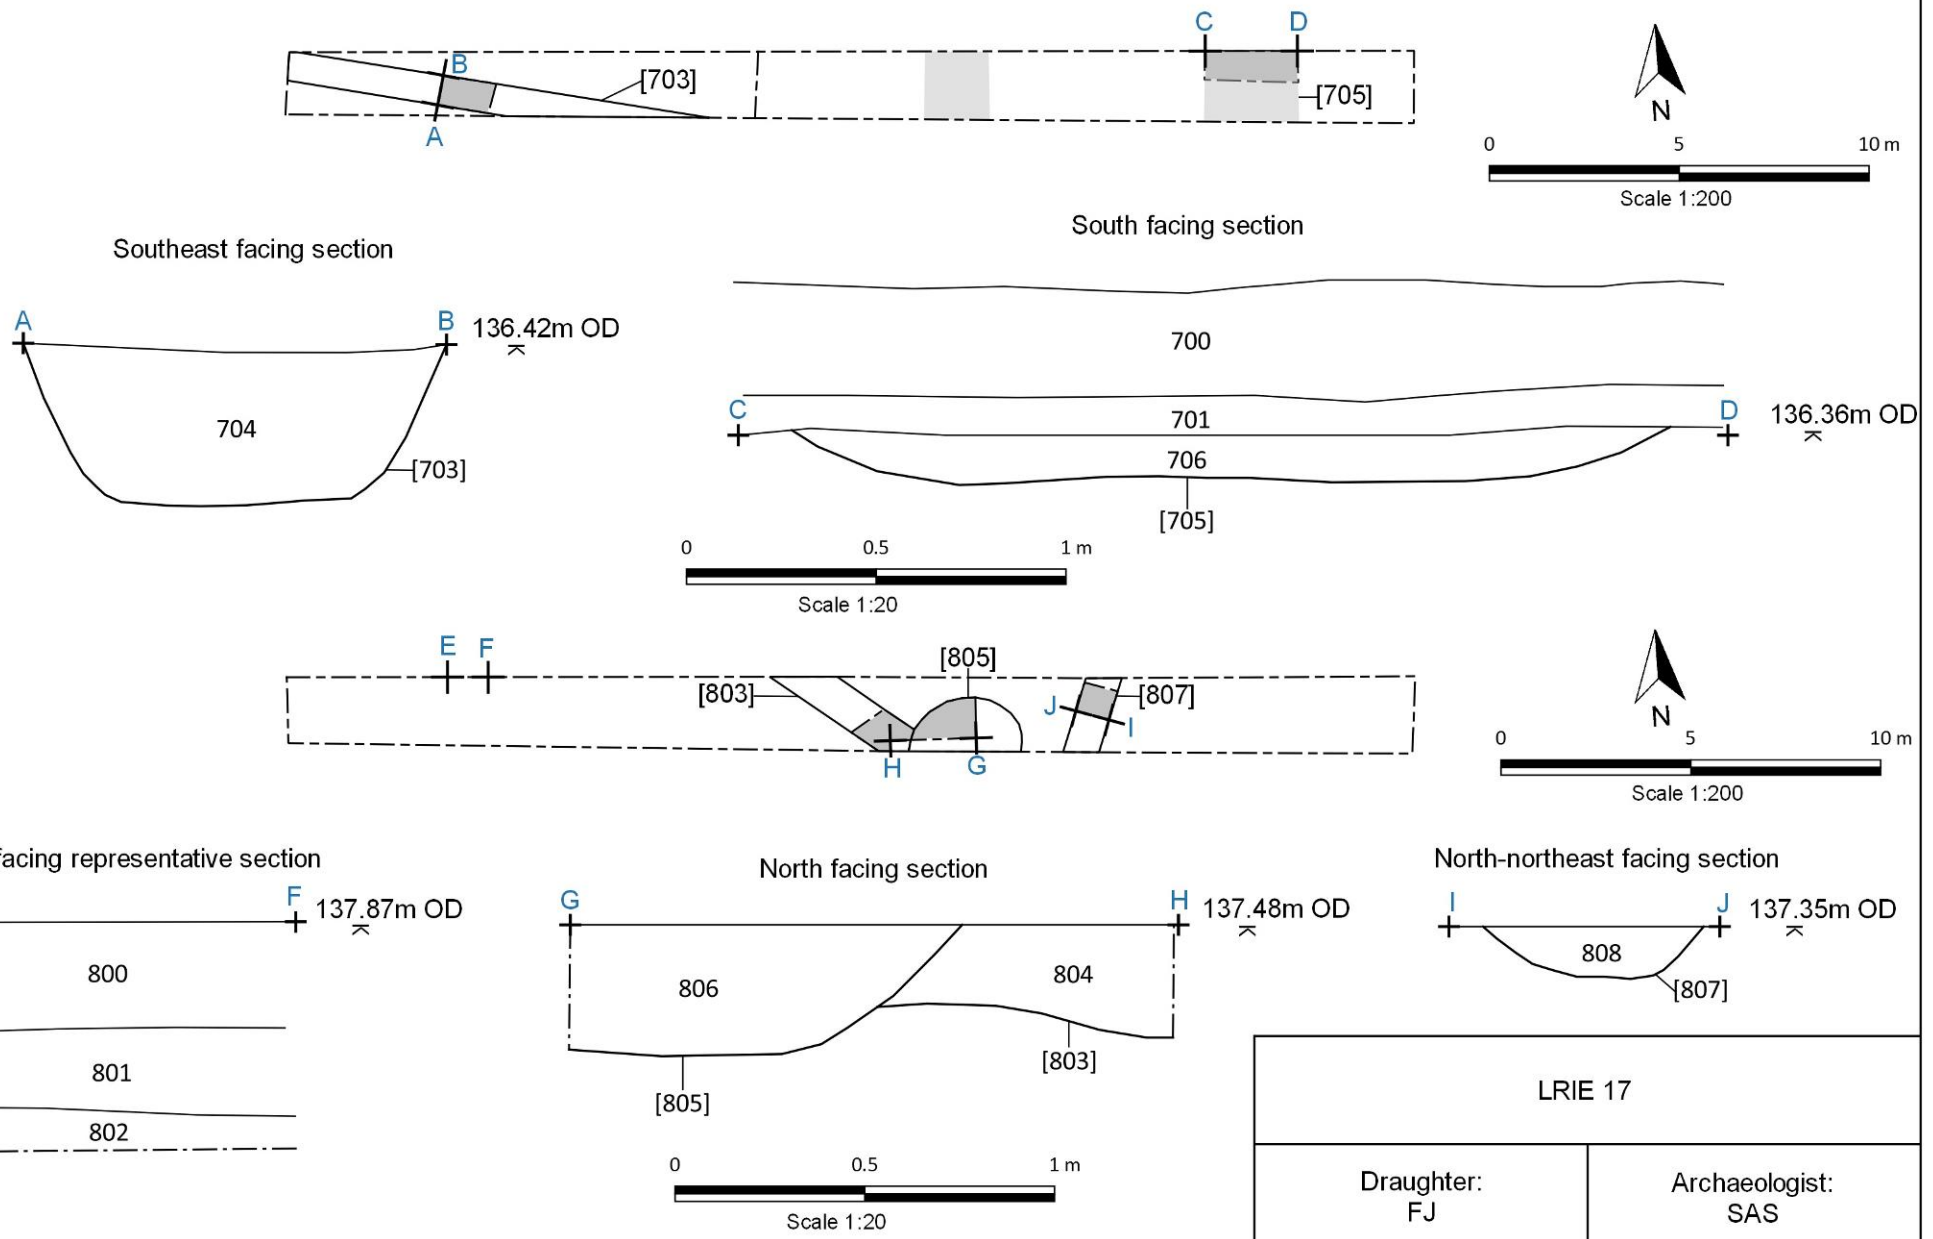 C D
B
[703]
[705]
A
N
0 5 10 m
Scale 1:200
South facing section
Southeast facing section
A B 136.42m OD
700
C 701 D 136.36m OD
704
706
[703]
[705]
0 0.5 1 m
Scale 1:20
E F
[805]
[803]
[807]
J
I
H G
N
0 5 10 m
Scale 1:200
facing representative section
North facing section
North-northeast facing section
F 137.87m OD
G H 137.48m OD
I J 137.35m OD
800
806
804
808
[807]
801
[803]
[805]
802
0 0.5 1 m
Scale 1:20
LRIE 17
Draughter:
FJ
Archaeologist:
SAS